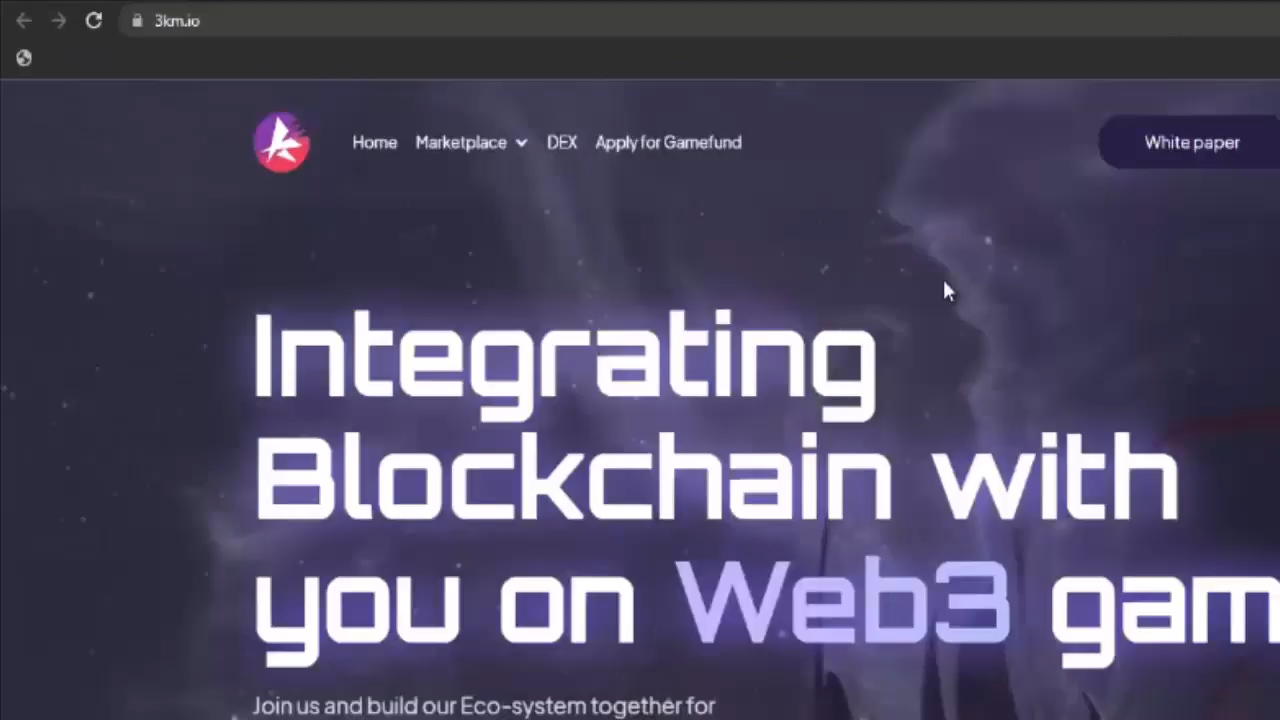 3km.io
Home Marketplace DEX Apply for Gamefund
White paper
Integrating
Blockchain with
you on Web3 gam
Join us and build our Eco-system together for